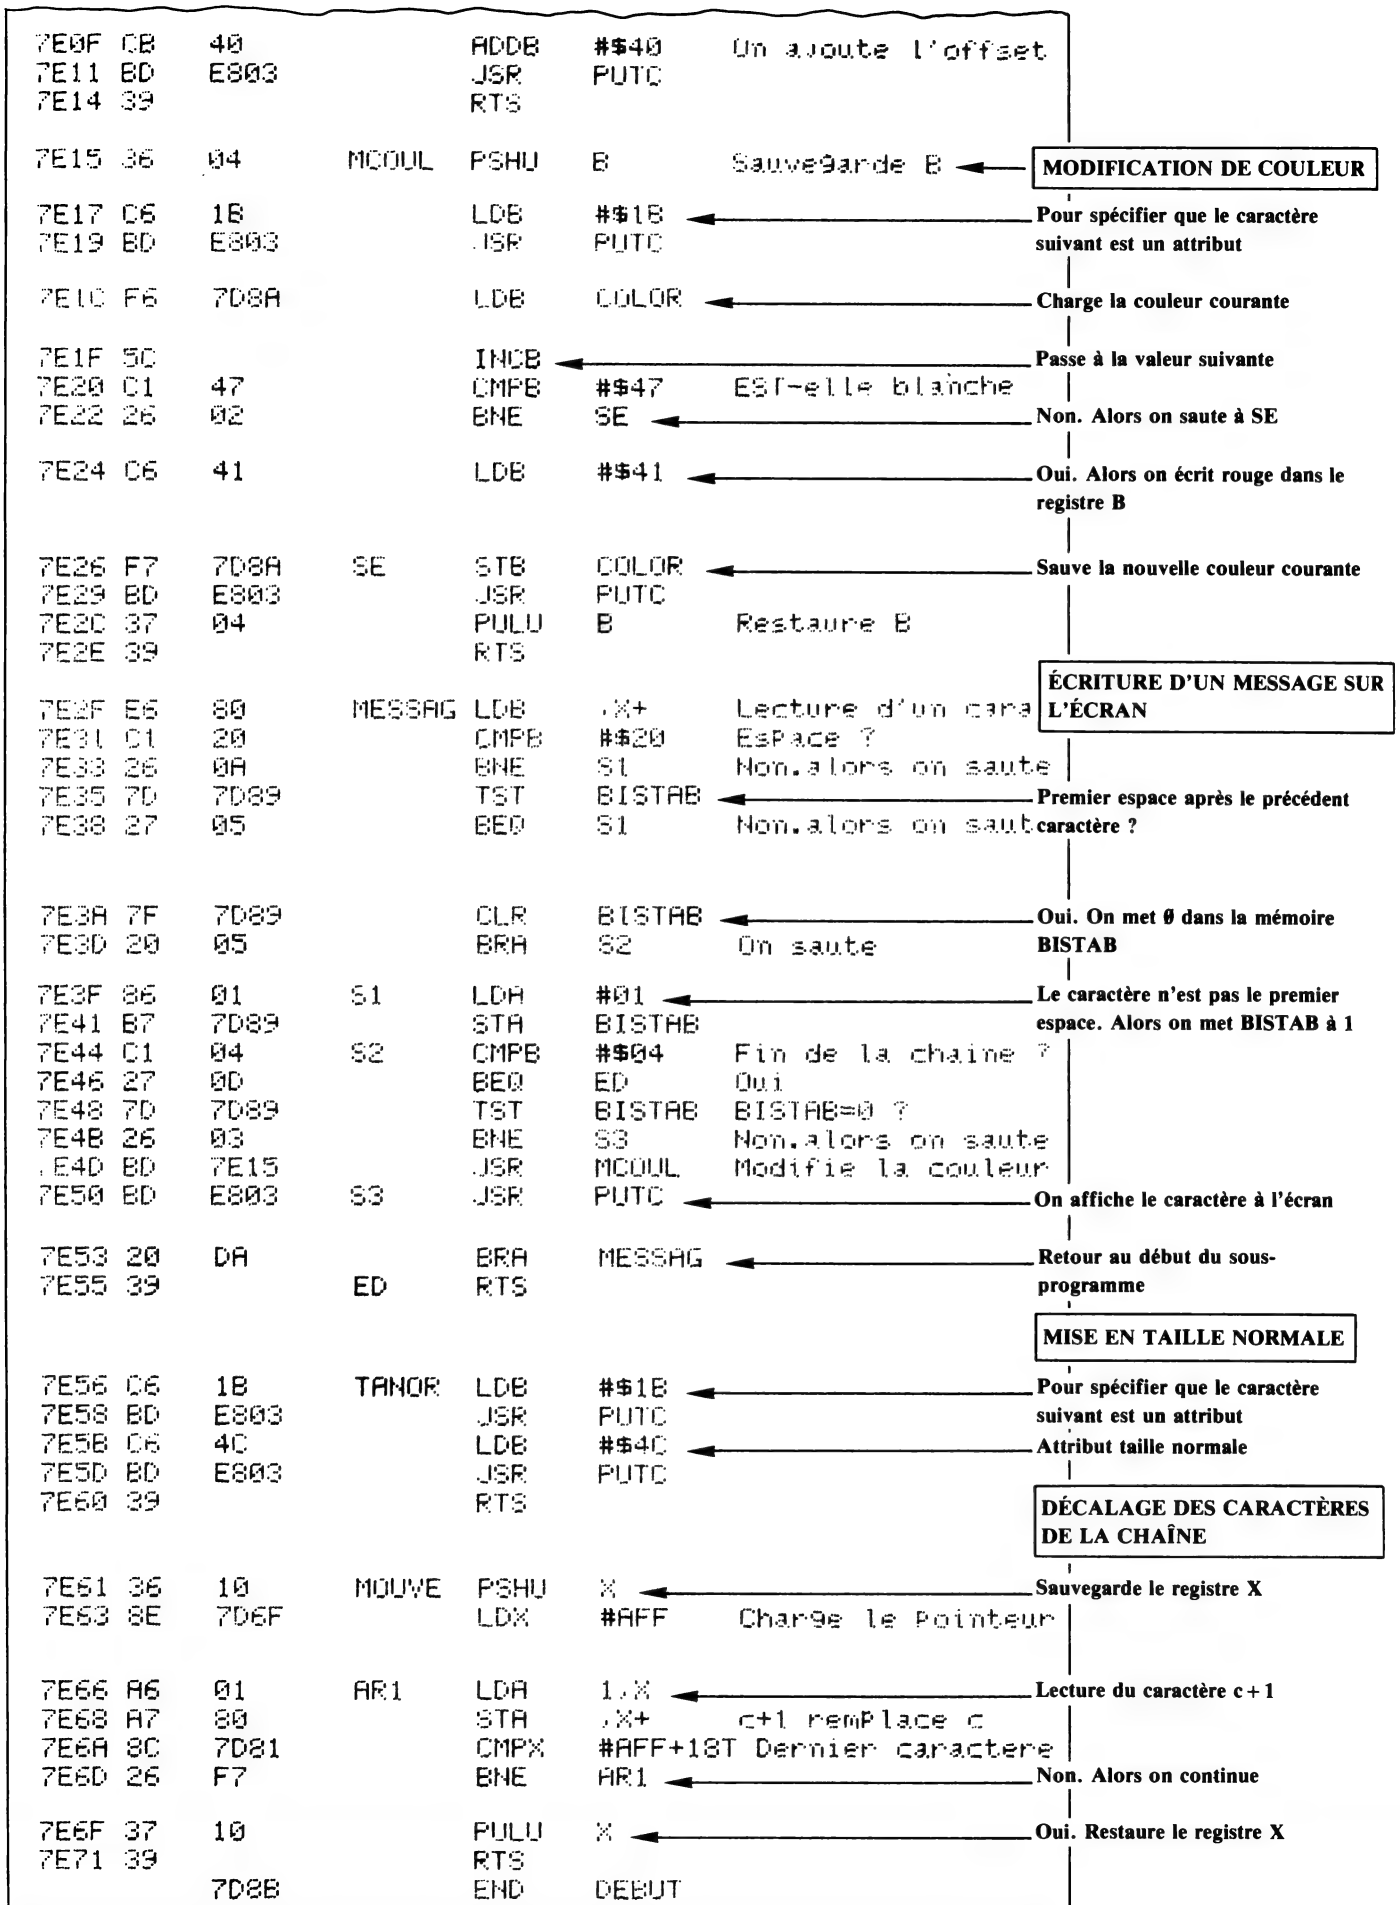 7E0F CB 40 ADDB #$40 On ajoute l'offset
7E11 BD E803 JSR PUTC
7E14 39 RTS
7E15 36 04 MCOUL PSHU B Sauvegarde B MODIFICATION DE COULEUR
7E17 C6 1B LDB #$1B Pour spécifier que le caractère
7E19 BD E803 JSR PUTC suivant est un attribut
7E1C F6 7D8A LDB COLOR Charge la couleur courante
7E1F 5C INCB Passe à la valeur suivante
7E20 C1 47 CMPB #$47 EST-elle blanche
7E22 26 02 BNE SE Non. Alors on saute à SE
7E24 C6 41 LDB #$41 Oui. Alors on écrit rouge dans le
registre B
7E26 F7 7D8A SE STB COLOR Sauve la nouvelle couleur courante
7E29 BD E803 JSR PUTC
7E2C 37 04 PULU B Restaure B
7E2E 39 RTS
ÉCRITURE D'UN MESSAGE SUR
L'ÉCRAN
7E2F E6 80 MESSAG LDB ,X+ Lecture d'un cara
7E31 C1 20 CMPB #$20 Espace ?
7E33 26 0A BNE S1 Non.alors on saute
7E35 7D 7D89 TST BISTAB Premier espace après le précédent
7E38 27 05 BEQ S1 Non.alors on saut caractère ?
7E3A 7F 7D89 CLR BISTAB Oui. On met 0 dans la mémoire
7E3D 20 05 BRA S2 On saute BISTAB
7E3F 86 01 S1 LDA #01 Le caractère n'est pas le premier
7E41 B7 7D89 STA BISTAB espace. Alors on met BISTAB à 1
7E44 C1 04 S2 CMPB #$04 Fin de la chaine ?
7E46 27 0D BEQ ED Oui
7E48 7D 7D89 TST BISTAB BISTAB=0 ?
7E4B 26 03 BNE S3 Non.alors on saute
.E4D BD 7E15 JSR MCOUL Modifie la couleur
7E50 BD E803 S3 JSR PUTC On affiche le caractère à l'écran
7E53 20 DA BRA MESSAG Retour au début du sous-
7E55 39 ED RTS programme
MISE EN TAILLE NORMALE
7E56 C6 1B TANOR LDB #$1B Pour spécifier que le caractère
7E58 BD E803 JSR PUTC suivant est un attribut
7E5B C6 4C LDB #$4C Attribut taille normale
7E5D BD E803 JSR PUTC
7E60 39 RTS
DÉCALAGE DES CARACTÈRES
DE LA CHAÎNE
7E61 36 10 MOUVE PSHU X Sauvegarde le registre X
7E63 8E 7D6F LDX #AFF Charge le Pointeur
7E66 A6 01 AR1 LDA 1,X Lecture du caractère c + 1
7E68 A7 80 STA ,X+ c+1 remPlace c
7E6A 8C 7D81 CMPX #AFF+18T Dernier caractere
7E6D 26 F7 BNE AR1 Non. Alors on continue
7E6F 37 10 PULU X Oui. Restaure le registre X
7E71 39 RTS
7D8B END DEBUT